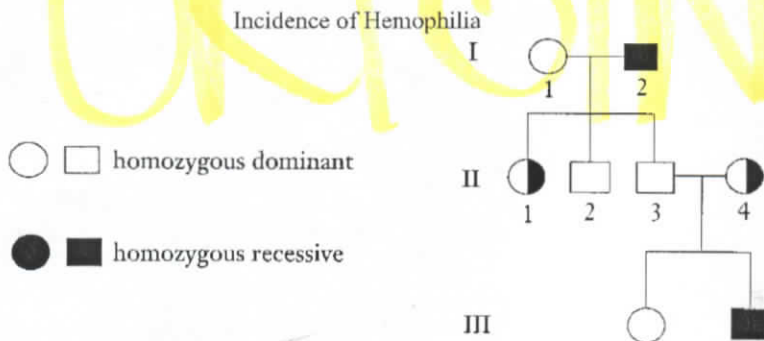 Incidence of Hemophilia
I
1 2
homozygous dominant
II
1 2 3 4
homozygous recessive
III